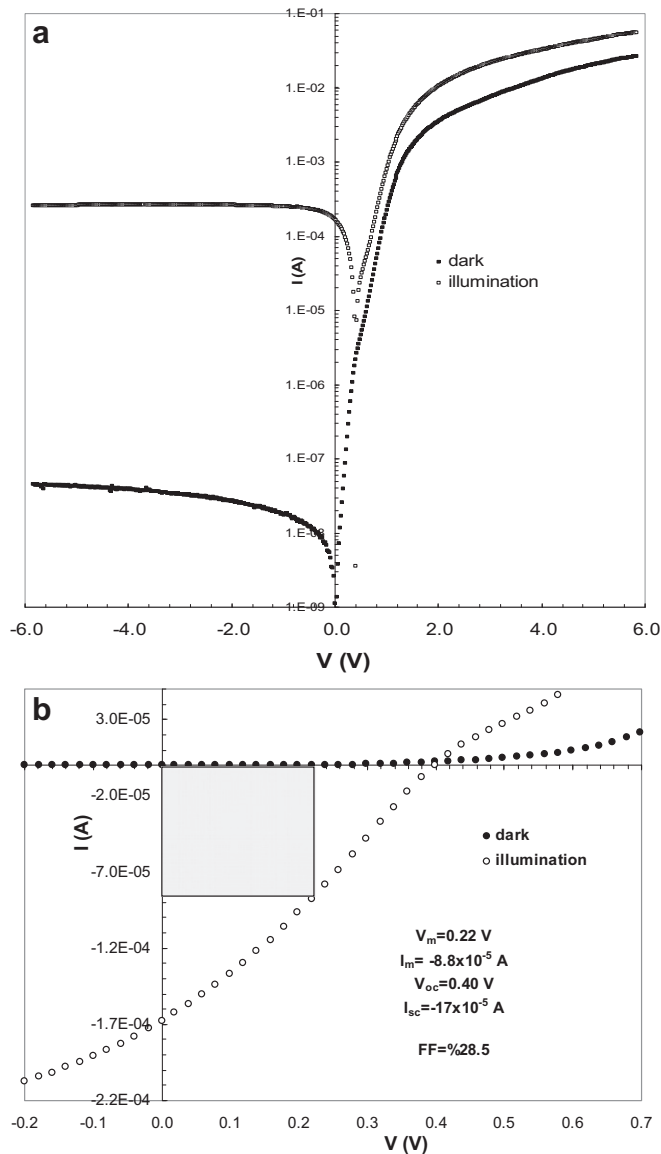 a
1.E-01
1.E-02
1.E-03
1.E-04
1.E-05
1.E-06
1.E-07
1.E-08
1.E-09
I (A)
dark
illumination
-6.0 -4.0 -2.0 0.0 2.0 4.0 6.0
V (V)
b
3.0E-05
-2.0E-05
-7.0E-05
-1.2E-04
-1.7E-04
-2.2E-04
I (A)
dark
illumination
Vm=0.22 V
Im= -8.8x10-5 A
Voc=0.40 V
Isc=-17x10-5 A
FF=%28.5
-0.2 -0.1 0.0 0.1 0.2 0.3 0.4 0.5 0.6 0.7
V (V)